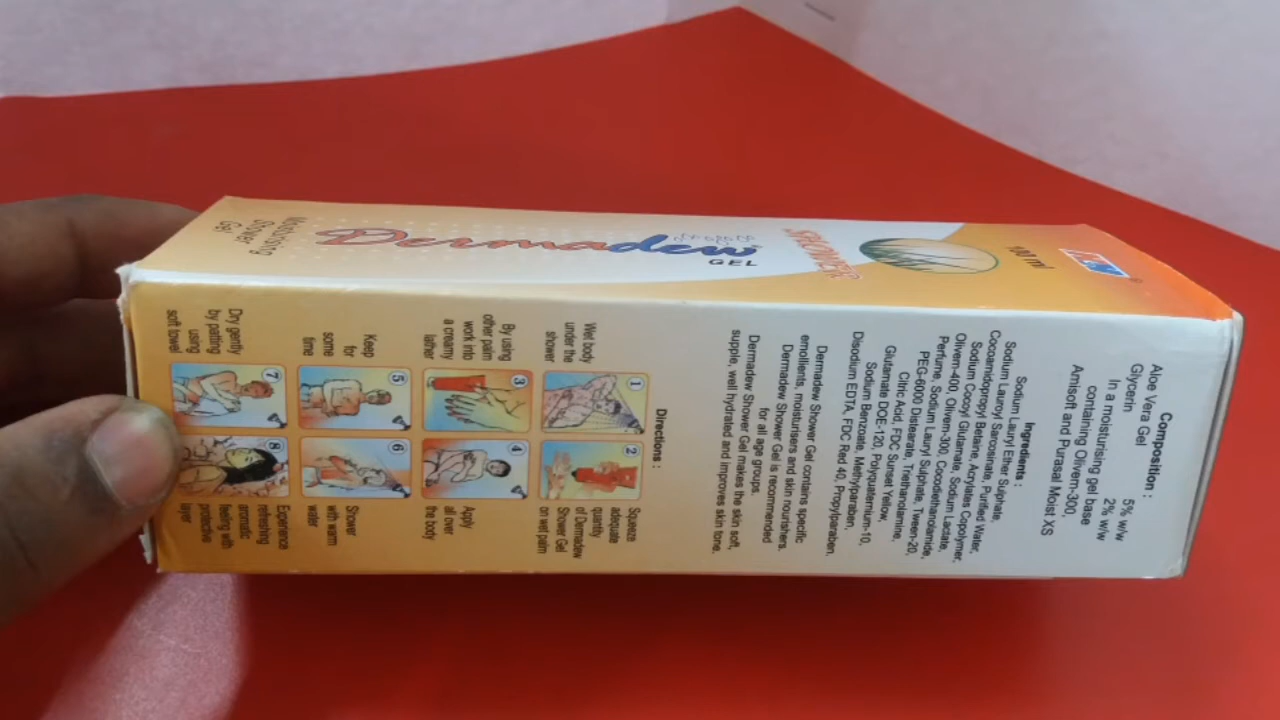 100 ml
SHOWER
Dermadew®
GEL
Moisturising
Shower
Gel
Composition :
Aloe Vera Gel 5% w/w
Glycerin 2% w/w
In a moisturising gel base
containing Olivem-300,
Amisoft and Purasal Moist XS
Ingredients :
Sodium Lauryl Ether Sulphate,
Sodium Lauroyl Sarcosinate, Purified Water,
Cocoamidopropyl Betaine, Acrylates Copolymer,
Sodium Cocoyl Glutamate, Sodium Lactate,
Olivem-400, Olivem-300, Cocodiethanolamide,
Perfume, Sodium Lauryl Sulphate, Tween-20,
PEG-6000 Distearate, Triethanolamine,
Citric Acid, FDC Sunset Yellow,
Glutamate DOE-120, Polyquaternium-10,
Sodium Benzoate, Methylparaben,
Disodium EDTA, FDC Red 40, Propylparaben.
Dermadew Shower Gel contains specific
emollients, moisturisers and skin nourishers.
Dermadew Shower Gel is recommended
for all age groups.
Dermadew Shower Gel makes the skin soft,
supple, well hydrated and improves skin tone.
Directions :
Wet body
under the
shower
1
2
Squeeze
adequate
quantity
of Dermadew
Shower Gel
on wet palm
By using
other palm
work into
a creamy
lather
3
4
Apply
all over
the body
Keep
for
some
time
5
6
Shower
with warm
water
Dry gently
by patting
using
soft towel
7
8
Experience
refreshing
aromatic
feeling with
protective
layer